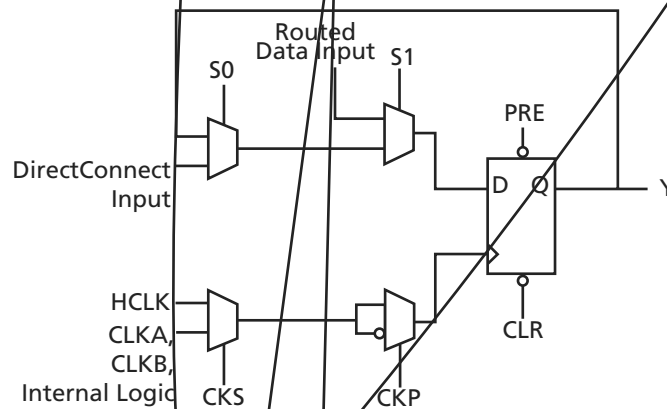 Routed
Data Input
S0
S1
PRE
DirectConnect
Input
D
Q
Y
HCLK
CLKA,
CLKB,
Internal Logic
CKS
CKP
CLR